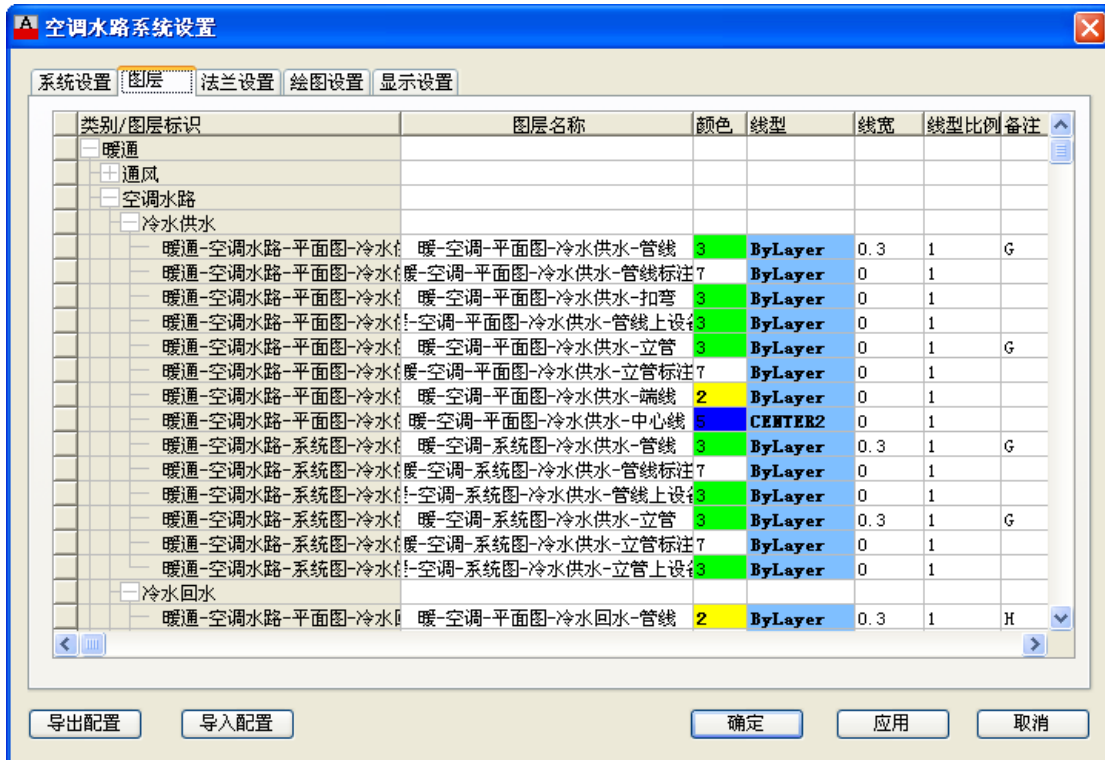 空调水路系统设置
系统设置 图层 法兰设置 绘图设置 显示设置
类别/图层标识 图层名称 颜色 线型 线宽 线型比例 备注
暖通
通风
空调水路
冷水供水
暖通-空调水路-平面图-冷水 暖-空调-平面图-冷水供水-管线 3 ByLayer 0.3 1 G
暖通-空调水路-平面图-冷水 暖-空调-平面图-冷水供水-管线标注 7 ByLayer 0 1
暖通-空调水路-平面图-冷水 暖-空调-平面图-冷水供水-扣弯 3 ByLayer 0 1
暖通-空调水路-平面图-冷水 -空调-平面图-冷水供水-管线上设 3 ByLayer 0 1
暖通-空调水路-平面图-冷水 暖-空调-平面图-冷水供水-立管 3 ByLayer 0 1 G
暖通-空调水路-平面图-冷水 暖-空调-平面图-冷水供水-立管标注 7 ByLayer 0 1
暖通-空调水路-平面图-冷水 暖-空调-平面图-冷水供水-端线 2 ByLayer 0 1
暖通-空调水路-平面图-冷水 暖-空调-平面图-冷水供水-中心线 5 CENTER2 0 1
暖通-空调水路-系统图-冷水 暖-空调-系统图-冷水供水-管线 3 ByLayer 0.3 1 G
暖通-空调水路-系统图-冷水 暖-空调-系统图-冷水供水-管线标注 7 ByLayer 0 1
暖通-空调水路-系统图-冷水 -空调-系统图-冷水供水-管线上设 3 ByLayer 0 1
暖通-空调水路-系统图-冷水 暖-空调-系统图-冷水供水-立管 3 ByLayer 0.3 1 G
暖通-空调水路-系统图-冷水 暖-空调-系统图-冷水供水-立管标注 7 ByLayer 0 1
暖通-空调水路-系统图-冷水 -空调-系统图-冷水供水-立管上设 3 ByLayer 0 1
冷水回水
暖通-空调水路-平面图-冷水 暖-空调-平面图-冷水回水-管线 2 ByLayer 0.3 1 H
导出配置 导入配置 确定 应用 取消